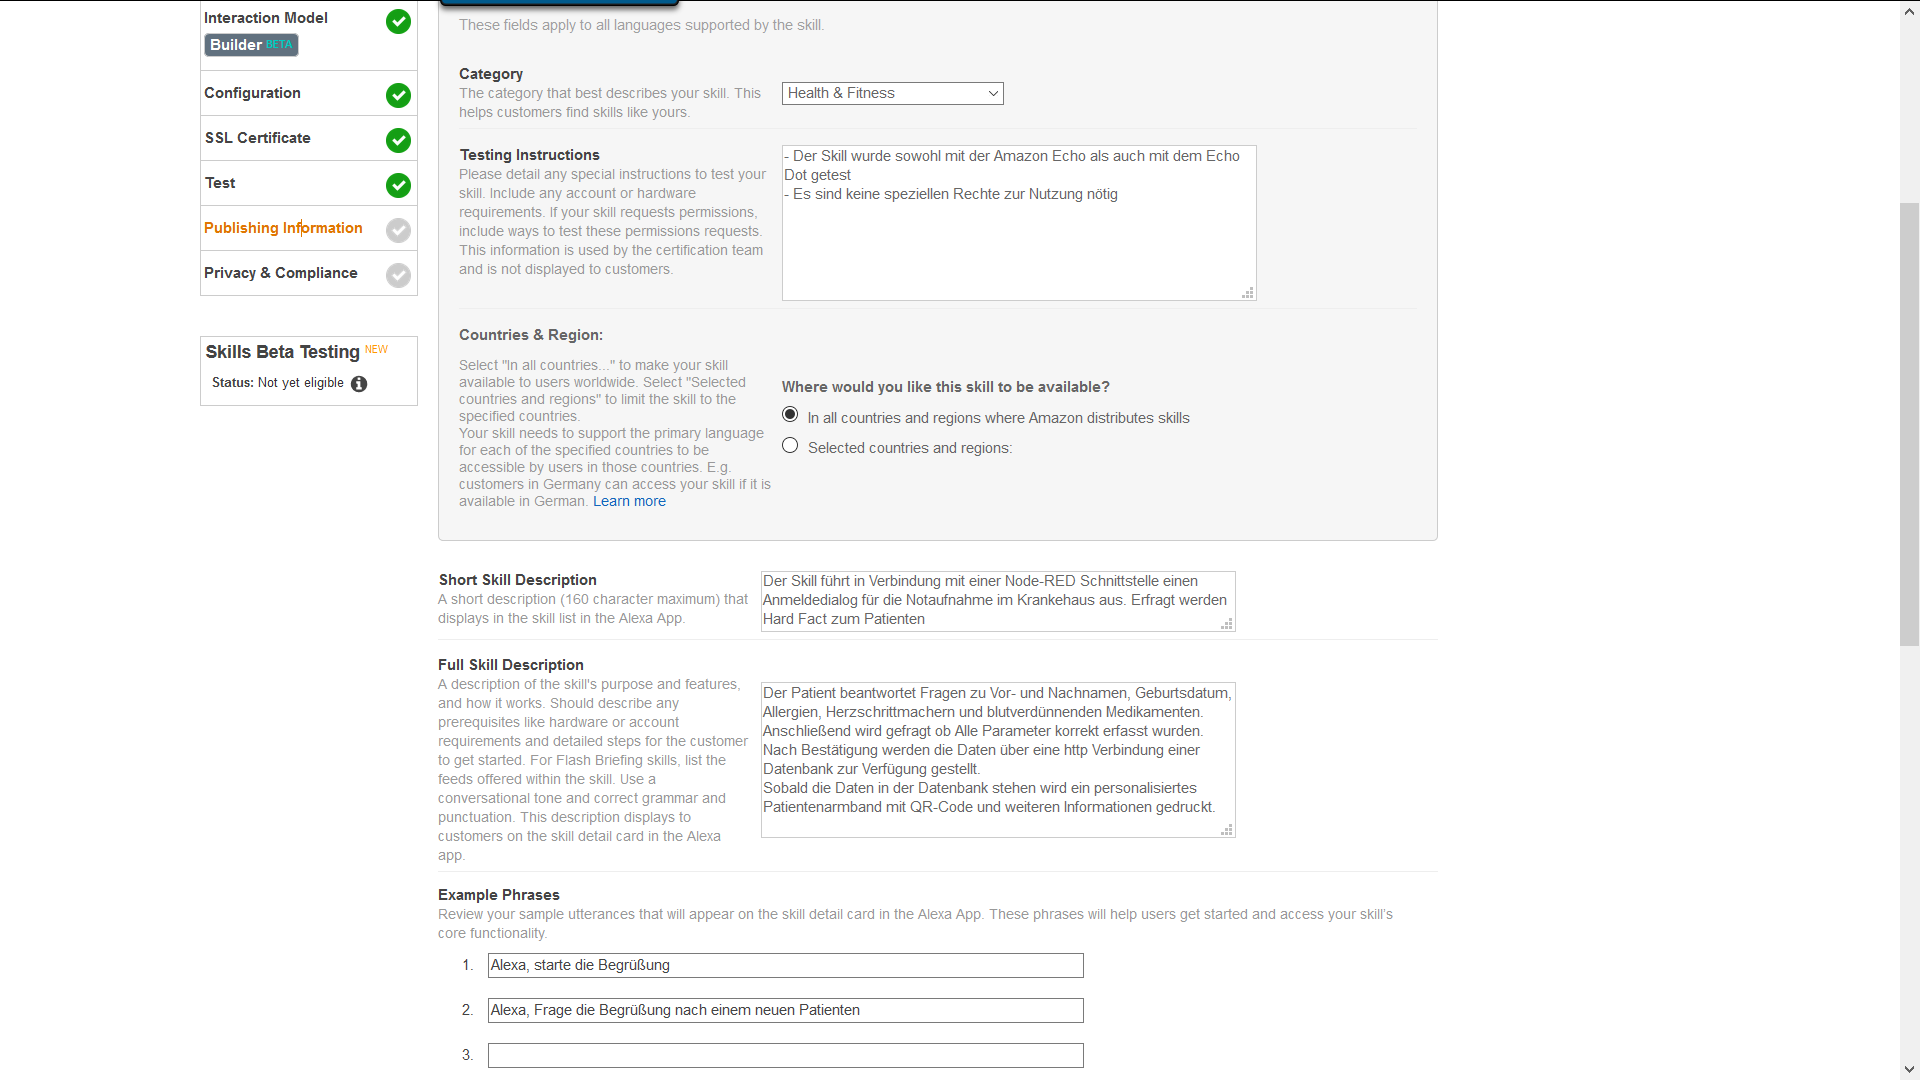 Interaction Model
Builder BETA
Configuration
SSL Certificate
Test
Publishing Information
Privacy & Compliance
Skills Beta Testing NEW
Status: Not yet eligible
These fields apply to all languages supported by the skill.
Category
The category that best describes your skill. This
helps customers find skills like yours.
Health & Fitness
Testing Instructions
Please detail any special instructions to test your
skill. Include any account or hardware
requirements. If your skill requests permissions,
include ways to test these permissions requests.
This information is used by the certification team
and is not displayed to customers.
- Der Skill wurde sowohl mit der Amazon Echo als auch mit dem Echo
Dot getest
- Es sind keine speziellen Rechte zur Nutzung nötig
Countries & Region:
Select "In all countries..." to make your skill
available to users worldwide. Select "Selected
countries and regions" to limit the skill to the
specified countries.
Your skill needs to support the primary language
for each of the specified countries to be
accessible by users in those countries. E.g.
customers in Germany can access your skill if it is
available in German. Learn more
Where would you like this skill to be available?
In all countries and regions where Amazon distributes skills
Selected countries and regions:
Short Skill Description
A short description (160 character maximum) that
displays in the skill list in the Alexa App.
Der Skill führt in Verbindung mit einer Node-RED Schnittstelle einen
Anmeldedialog für die Notaufnahme im Krankehaus aus. Erfragt werden
Hard Fact zum Patienten
Full Skill Description
A description of the skill's purpose and features,
and how it works. Should describe any
prerequisites like hardware or account
requirements and detailed steps for the customer
to get started. For Flash Briefing skills, list the
feeds offered within the skill. Use a
conversational tone and correct grammar and
punctuation. This description displays to
customers on the skill detail card in the Alexa
app.
Der Patient beantwortet Fragen zu Vor- und Nachnamen, Geburtsdatum,
Allergien, Herzschrittmachern und blutverdünnenden Medikamenten.
Anschließend wird gefragt ob Alle Parameter korrekt erfasst wurden.
Nach Bestätigung werden die Daten über eine http Verbindung einer
Datenbank zur Verfügung gestellt.
Sobald die Daten in der Datenbank stehen wird ein personalisiertes
Patientenarmband mit QR-Code und weiteren Informationen gedruckt.
Example Phrases
Review your sample utterances that will appear on the skill detail card in the Alexa App. These phrases will help users get started and access your skill's
core functionality.
1. Alexa, starte die Begrüßung
2. Alexa, Frage die Begrüßung nach einem neuen Patienten
3.